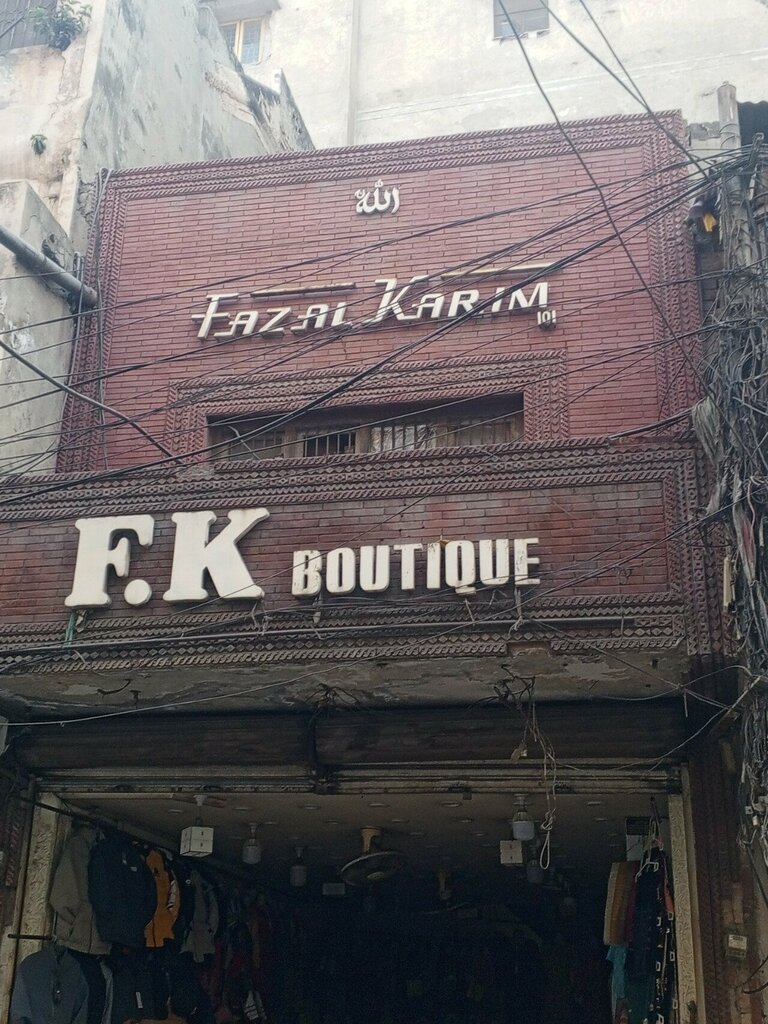 الله
FAZAL KARIM
101
F.K BOUTIQUE